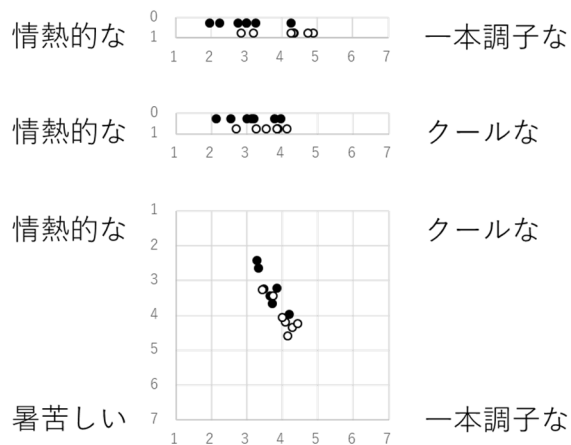 情熱的な 0 1 一本調子な
1 2 3 4 5 6 7
情熱的な 0 1 クールな
1 2 3 4 5 6 7
情熱的な 1 クールな
2
3
4
5
6
暑苦しい 7 一本調子な
1 2 3 4 5 6 7